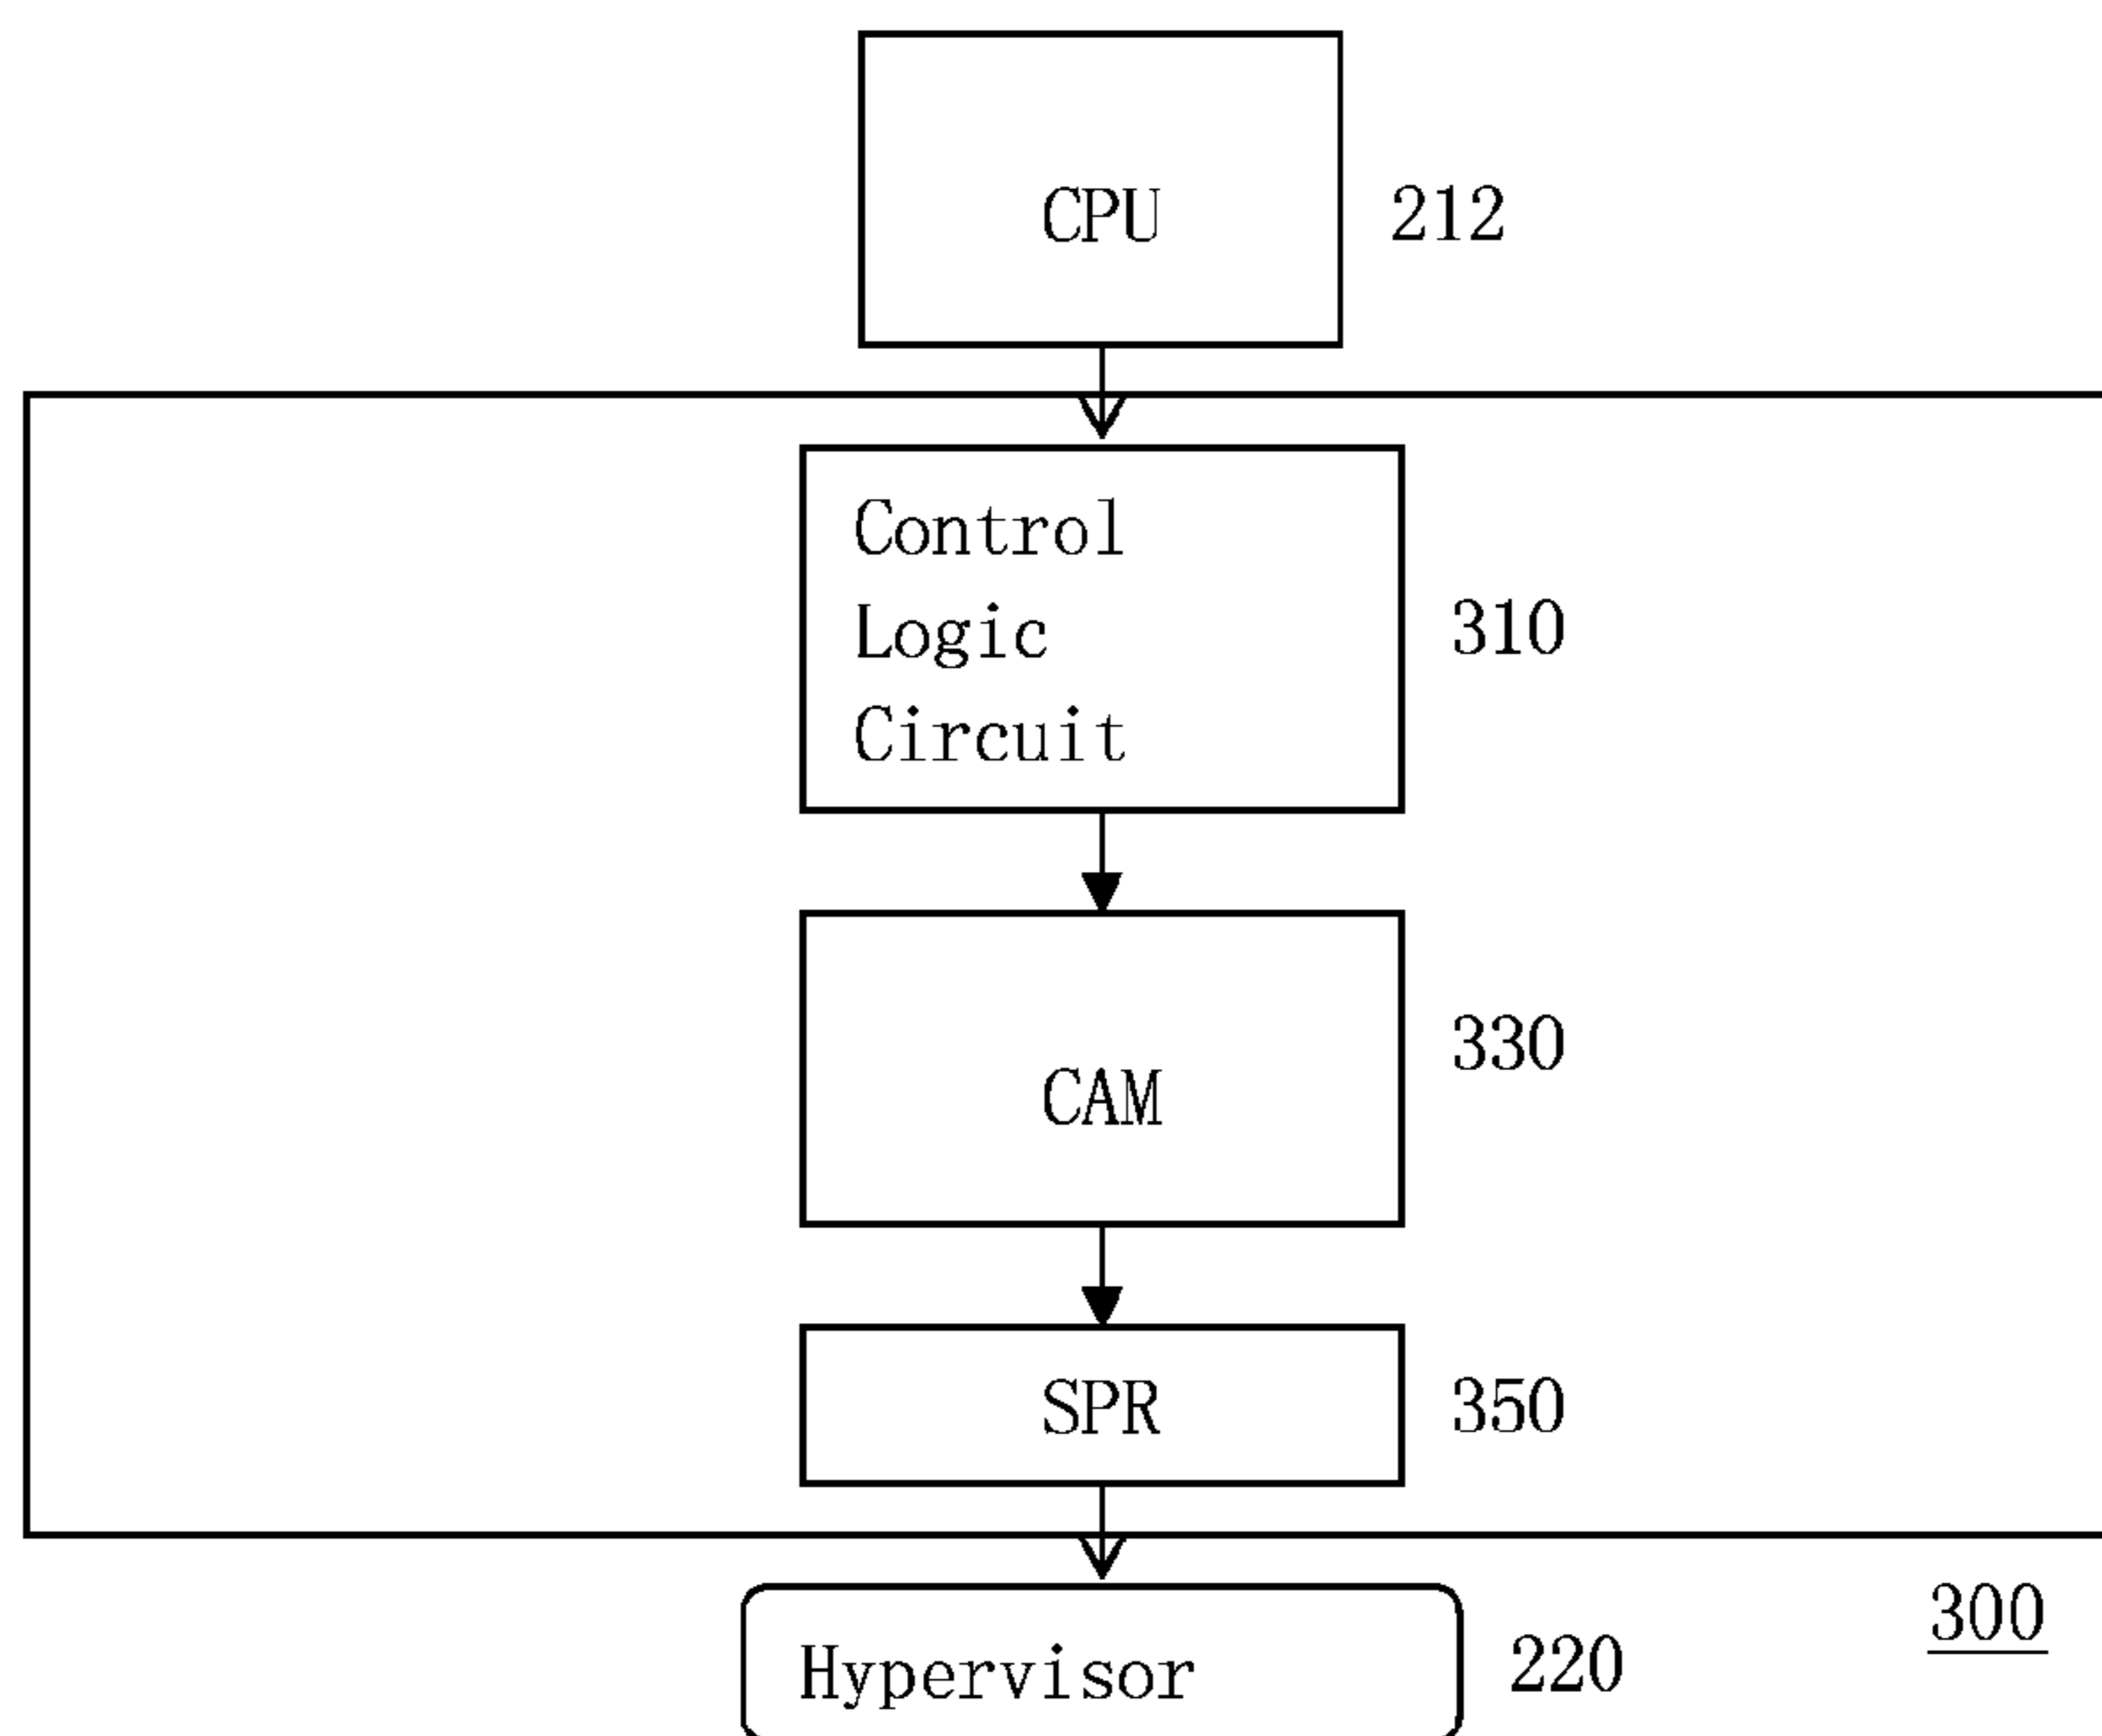 CPU
212
Control
Logic
Circuit
310
330
CAM
SPR
350
300
Hypervisor
220